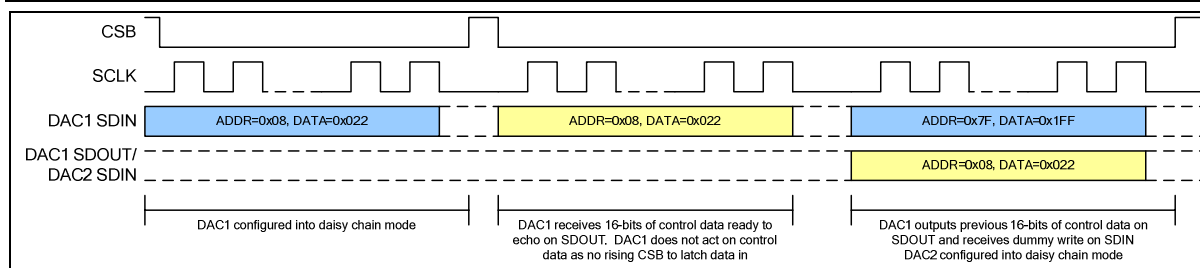 CSB
SCLK
DAC1 SDIN
ADDR=0x08, DATA=0x022
ADDR=0x08, DATA=0x022
ADDR=0x7F, DATA=0x1FF
DAC1 SDOUT/
DAC2 SDIN
ADDR=0x08, DATA=0x022
DAC1 configured into daisy chain mode
DAC1 receives 16-bits of control data ready to
echo on SDOUT. DAC1 does not act on control
data as no rising CSB to latch data in
DAC1 outputs previous 16-bits of control data on
SDOUT and receives dummy write on SDIN
DAC2 configured into daisy chain mode